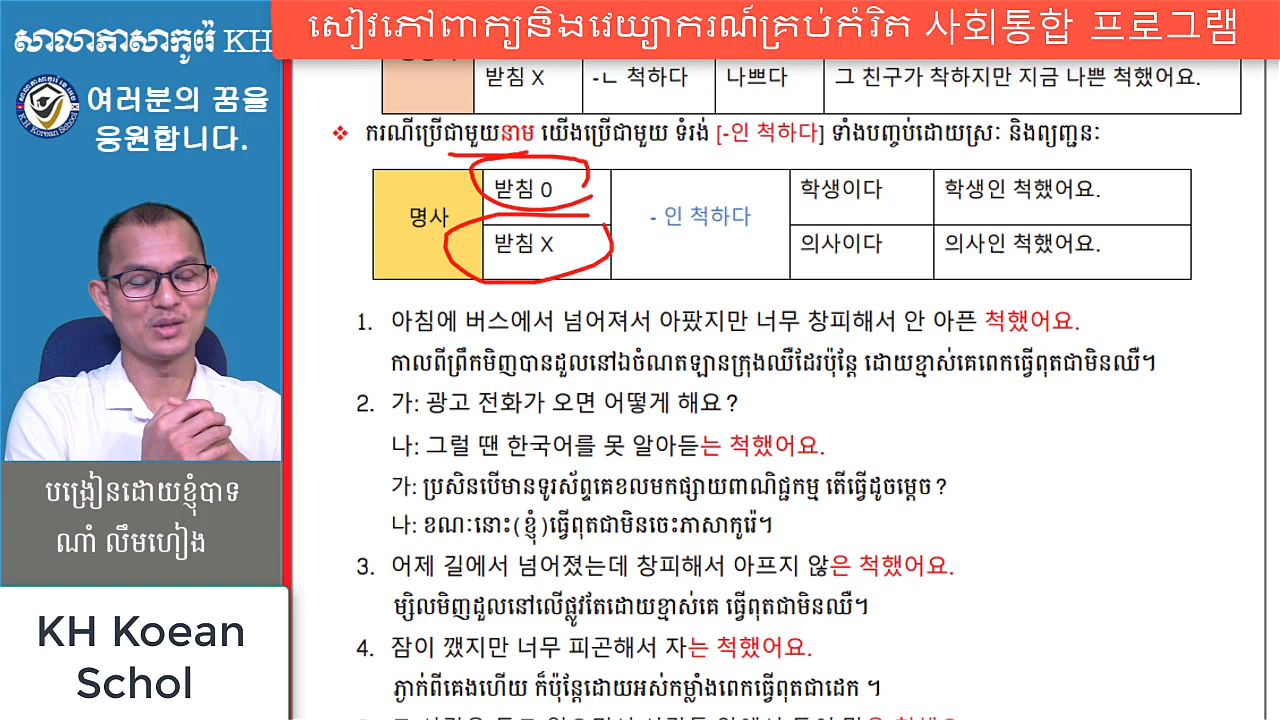 សាលាភាសាកូរ៉េ KH
សៀវភៅពាក្យនិងវេយ្យាករណ៍គ្រប់កំរិត 사회통합 프로그램
여러분의 꿈을
응원합니다.
받침 X
-ㄴ 척하다
나쁘다
그 친구가 착하지만 지금 나쁜 척했어요.
❖ ករណីប្រើជាមួយនាម យើងប្រើជាមួយ ទំរង់ [-인 척하다] ទាំងបញ្ចប់ដោយស្រៈ និងព្យញ្ជនៈ
명사
받침 0
- 인 척하다
학생이다
학생인 척했어요.
받침 X
의사이다
의사인 척했어요.
1. 아침에 버스에서 넘어져서 아팠지만 너무 창피해서 안 아픈 척했어요.
កាលពីព្រឹកមិញបានដួលនៅឯចំណតឡានក្រុងឈឺដែរប៉ុន្តែ ដោយខ្មាស់គេពេកធ្វើពុតជាមិនឈឺ។
2. 가: 광고 전화가 오면 어떻게 해요?
나: 그럴 땐 한국어를 못 알아듣는 척했어요.
가: ប្រសិនបើមានទូរស័ព្ទគេខលមកផ្សាយពាណិជ្ជកម្ម តើធ្វើដូចម្តេច?
나: ខណៈនោះ(ខ្ញុំ)ធ្វើពុតជាមិនចេះភាសាកូរ៉េ។
3. 어제 길에서 넘어졌는데 창피해서 아프지 않은 척했어요.
ម្សិលមិញដួលនៅលើផ្លូវតែដោយខ្មាស់គេ ធ្វើពុតជាមិនឈឺ។
4. 잠이 깼지만 너무 피곤해서 자는 척했어요.
ភ្ញាក់ពីគេងហើយ ក៏ប៉ុន្តែដោយអស់កម្លាំងពេកធ្វើពុតជាដេក ។
បង្រៀនដោយខ្ញុំបាទ
ណាំ លឹមហៀង
KH Koean
Schol